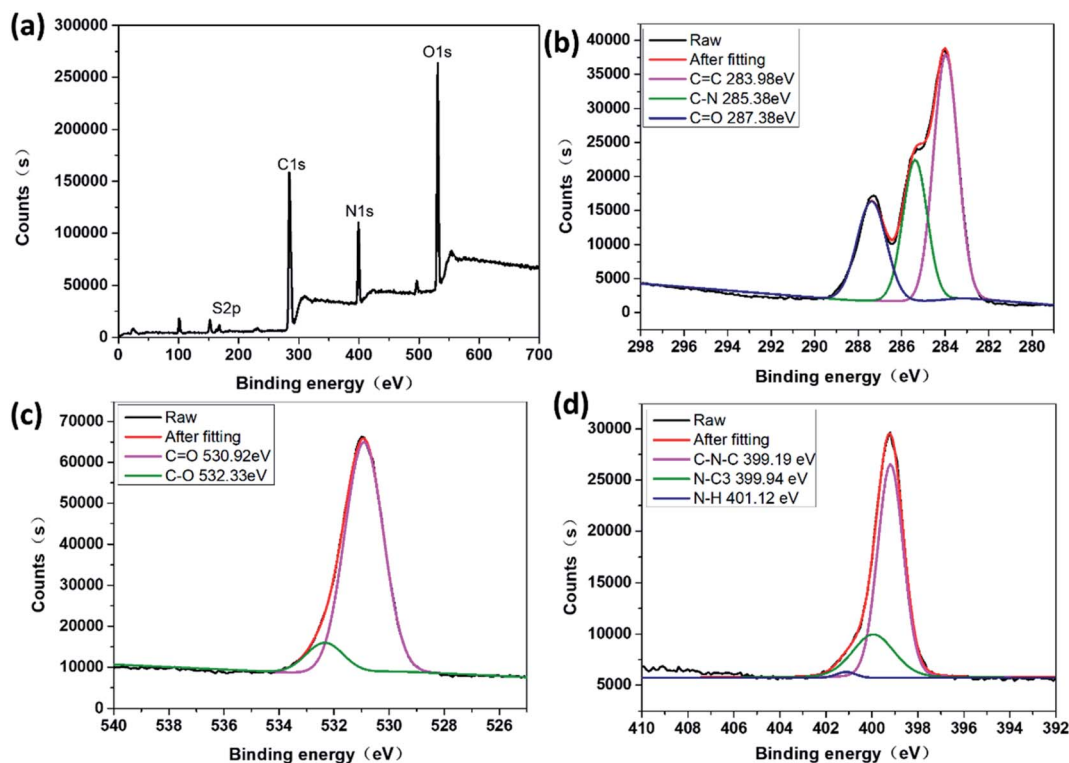 (a)
300000
250000
200000
150000
100000
50000
0
Counts（s）
O1s
C1s
N1s
S2p
0 100 200 300 400 500 600 700
Binding energy（eV）
(b)
40000
35000
30000
25000
20000
15000
10000
5000
0
Counts（s）
Raw
After fitting
C=C 283.98eV
C-N 285.38eV
C=O 287.38eV
298 296 294 292 290 288 286 284 282 280
Binding energy（eV）
(c)
70000
60000
50000
40000
30000
20000
10000
0
Counts（s）
Raw
After fitting
C=O 530.92eV
C-O 532.33eV
540 538 536 534 532 530 528 526
Binding energy（eV）
(d)
30000
25000
20000
15000
10000
5000
Counts（s）
Raw
After fitting
C-N-C 399.19 eV
N-C3 399.94 eV
N-H 401.12 eV
410 408 406 404 402 400 398 396 394 392
Binding energy（eV）